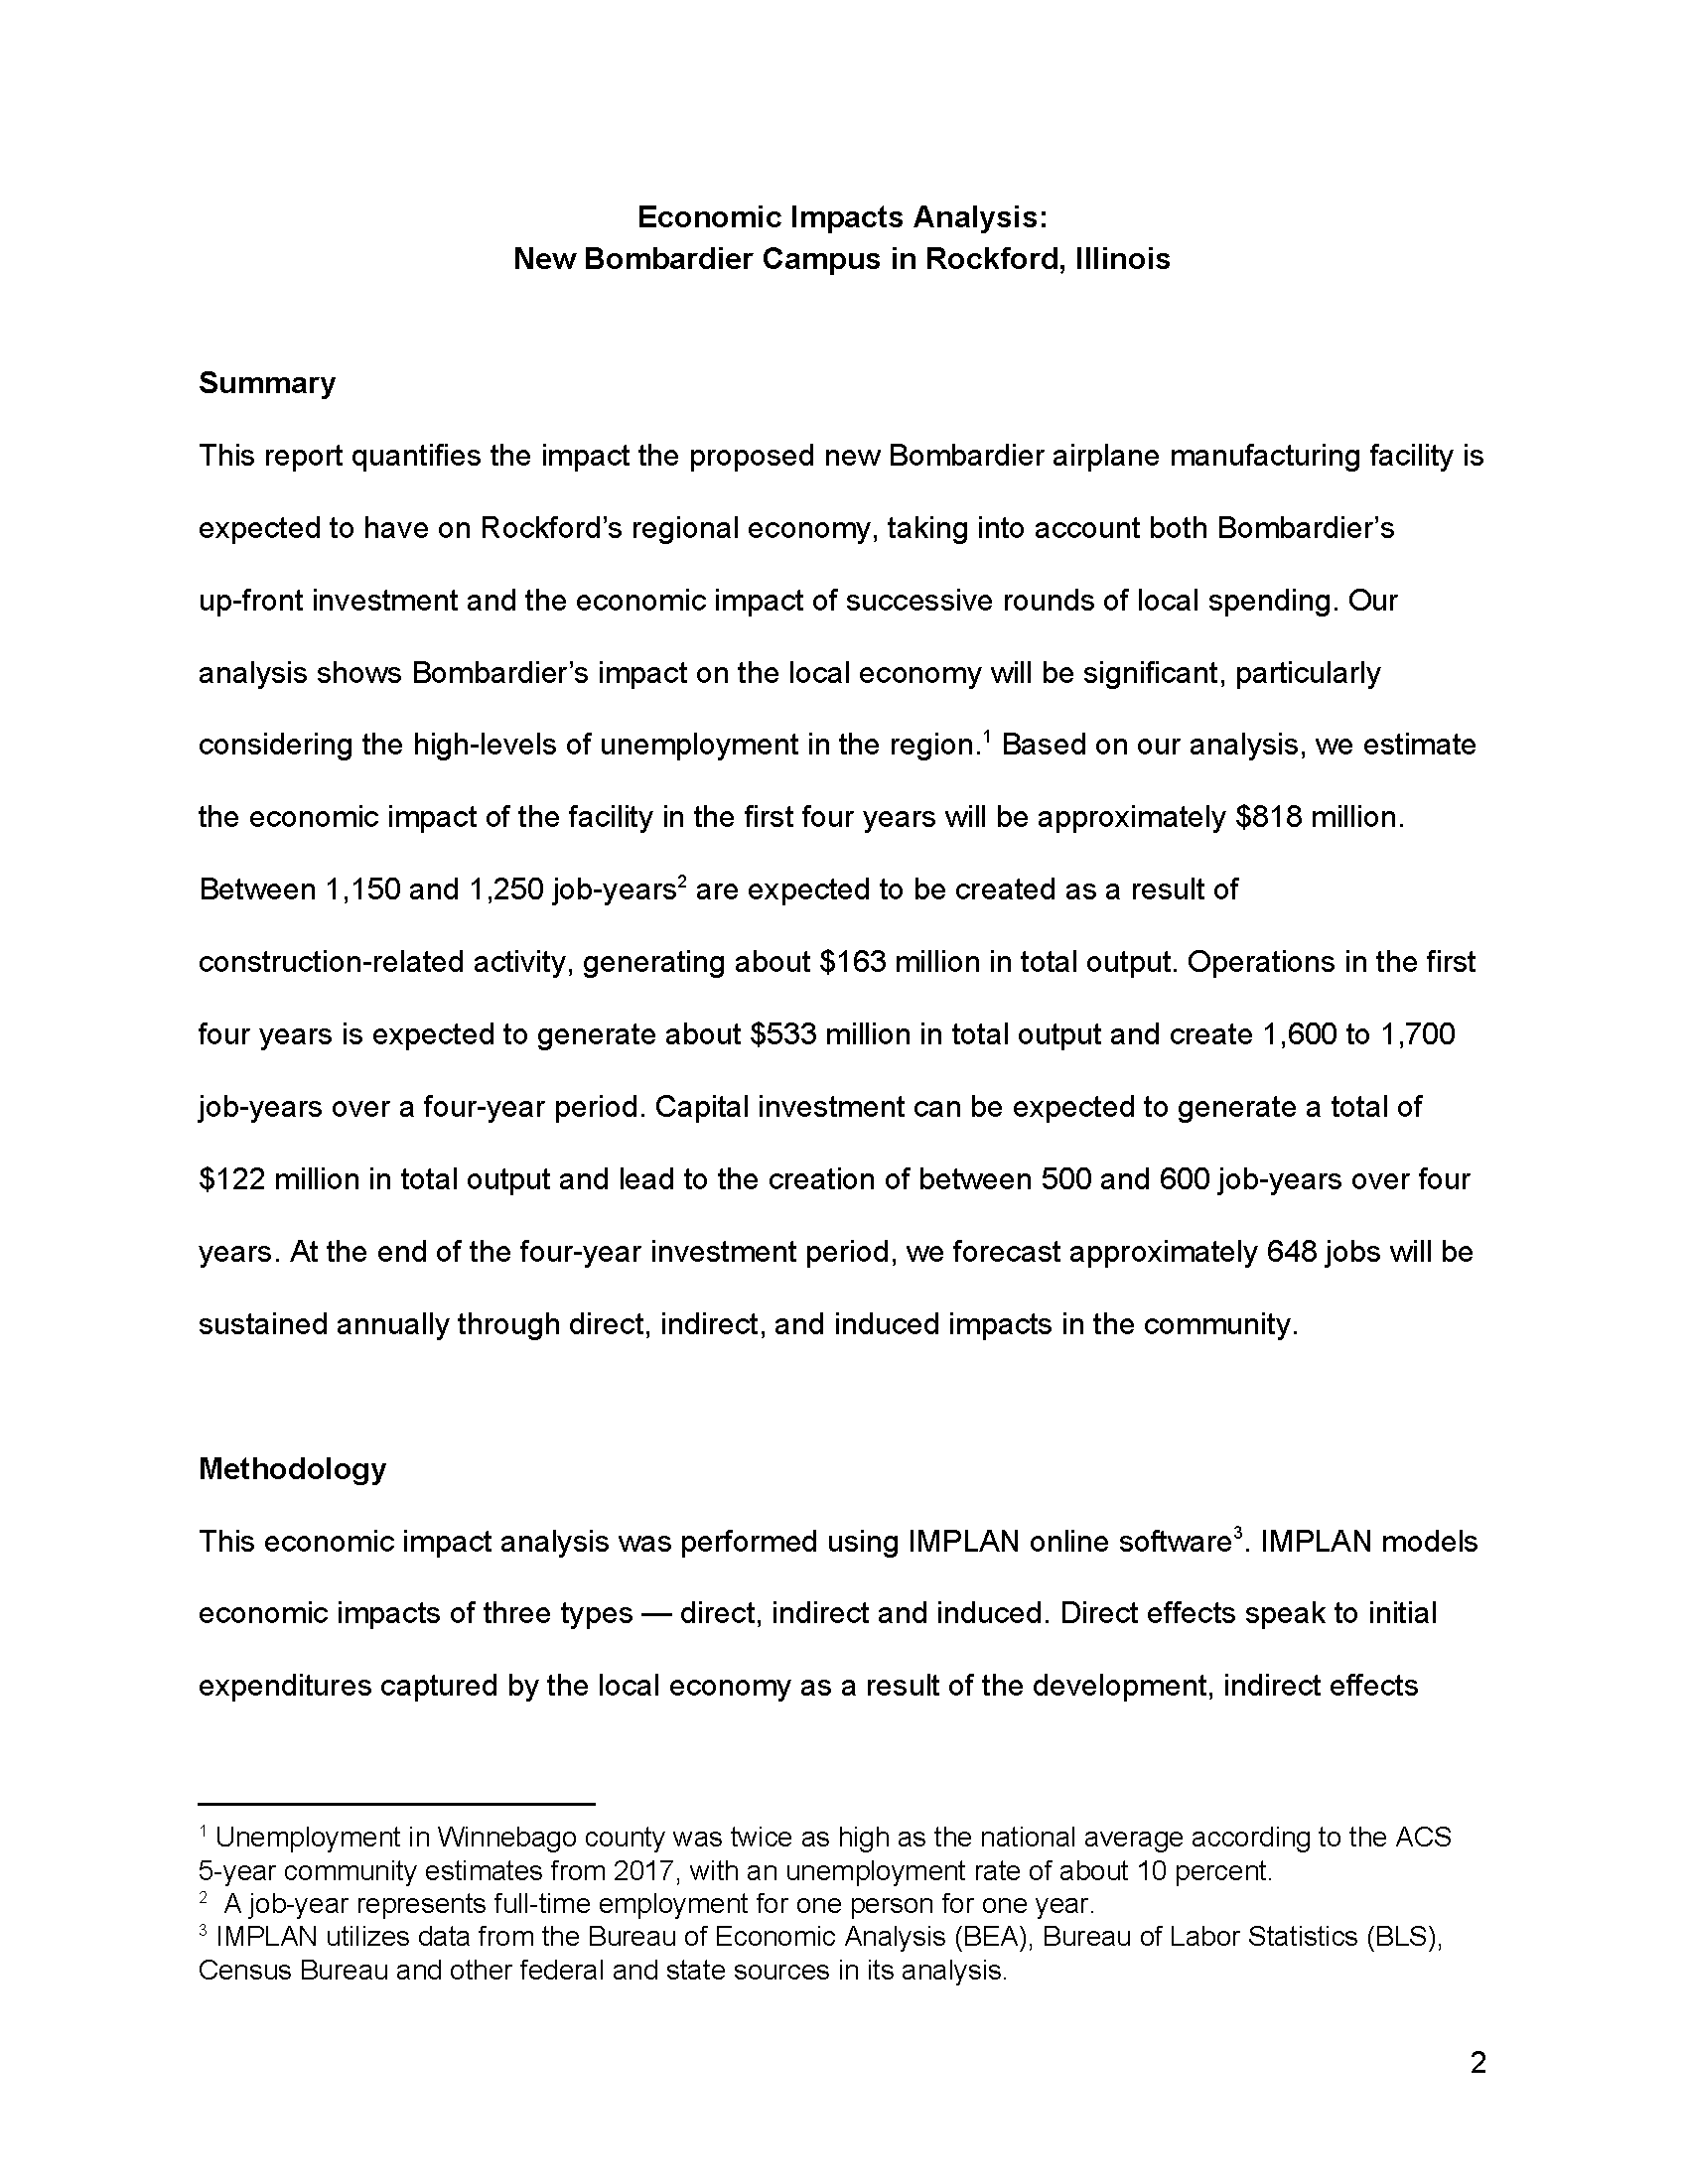 Economic Impacts Analysis:
New Bombardier Campus in Rockford, Illinois
Summary
This report quantifies the impact the proposed new Bombardier airplane manufacturing facility is
expected to have on Rockford’s regional economy, taking into account both Bombardier’s
up-front investment and the economic impact of successive rounds of local spending. Our
analysis shows Bombardier’s impact on the local economy will be significant, particularly
considering the high-levels of unemployment in the region.¹ Based on our analysis, we estimate
the economic impact of the facility in the first four years will be approximately $818 million.
Between 1,150 and 1,250 job-years² are expected to be created as a result of
construction-related activity, generating about $163 million in total output. Operations in the first
four years is expected to generate about $533 million in total output and create 1,600 to 1,700
job-years over a four-year period. Capital investment can be expected to generate a total of
$122 million in total output and lead to the creation of between 500 and 600 job-years over four
years. At the end of the four-year investment period, we forecast approximately 648 jobs will be
sustained annually through direct, indirect, and induced impacts in the community.
Methodology
This economic impact analysis was performed using IMPLAN online software³. IMPLAN models
economic impacts of three types — direct, indirect and induced. Direct effects speak to initial
expenditures captured by the local economy as a result of the development, indirect effects
¹ Unemployment in Winnebago county was twice as high as the national average according to the ACS
5-year community estimates from 2017, with an unemployment rate of about 10 percent.
² A job-year represents full-time employment for one person for one year.
³ IMPLAN utilizes data from the Bureau of Economic Analysis (BEA), Bureau of Labor Statistics (BLS),
Census Bureau and other federal and state sources in its analysis.
2